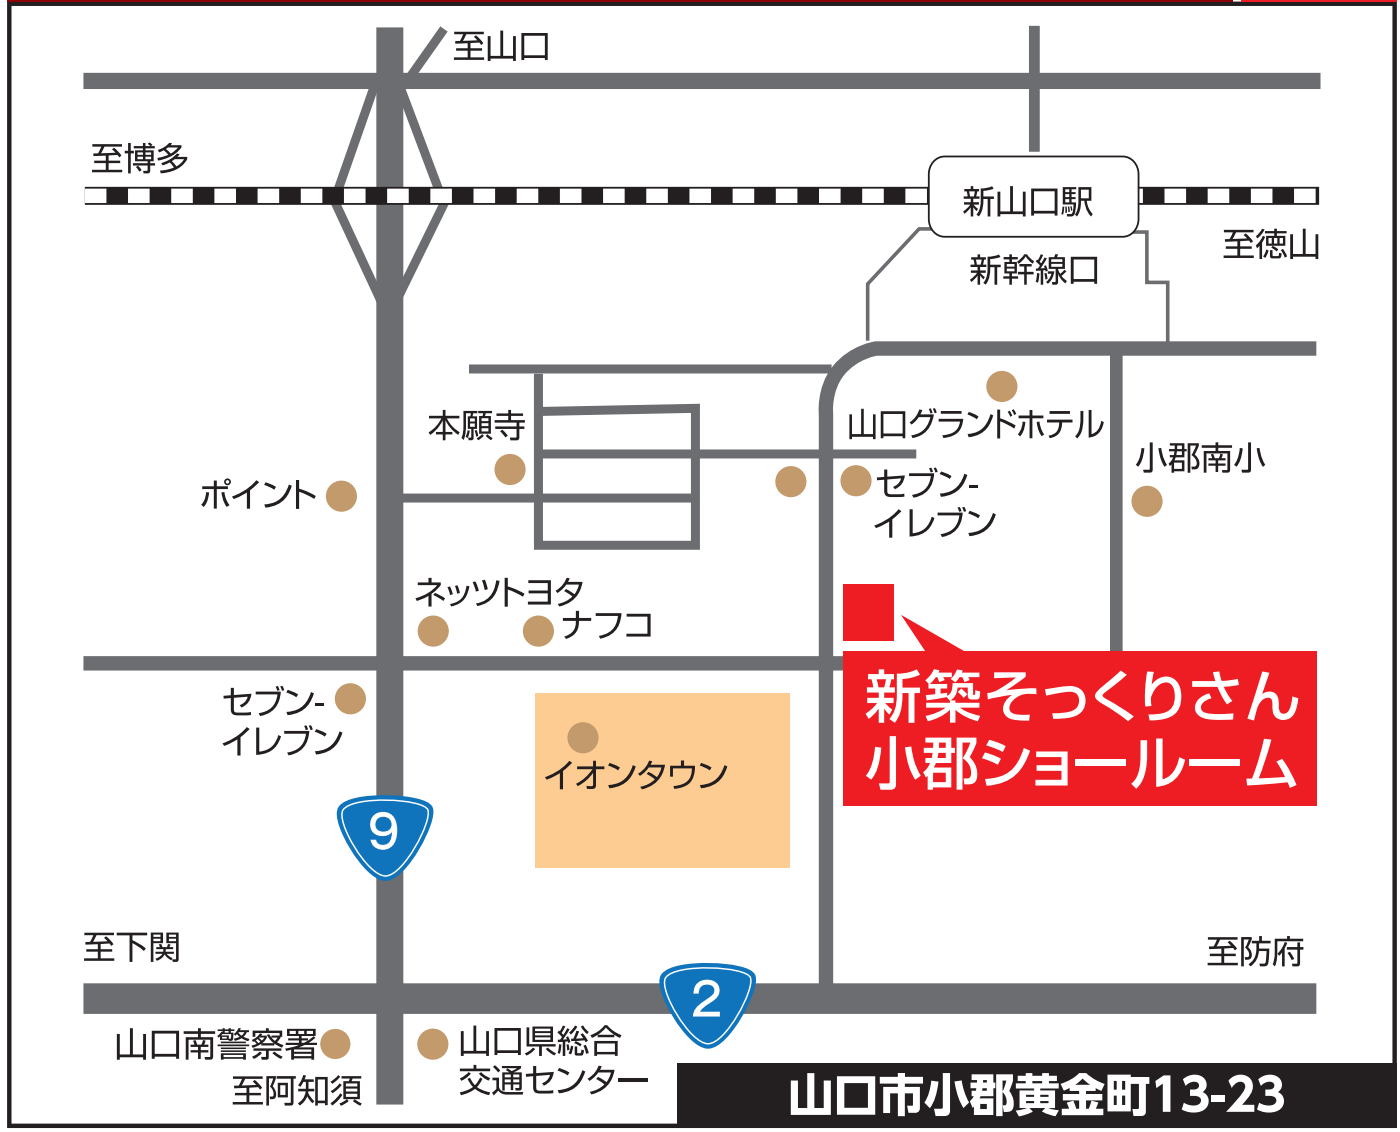 至山口
至博多
新山口駅
至徳山
新幹線口
本願寺
山口グランドホテル
小郡南小
ポイント
セブン-
イレブン
ネッツトヨタ
ナフコ
新築そっくりさん
小郡ショールーム
セブン-
イレブン
イオンタウン
9
至下関
至防府
2
山口南警察署
山口県総合
交通センター
至阿知須
山口市小郡黄金町13-23